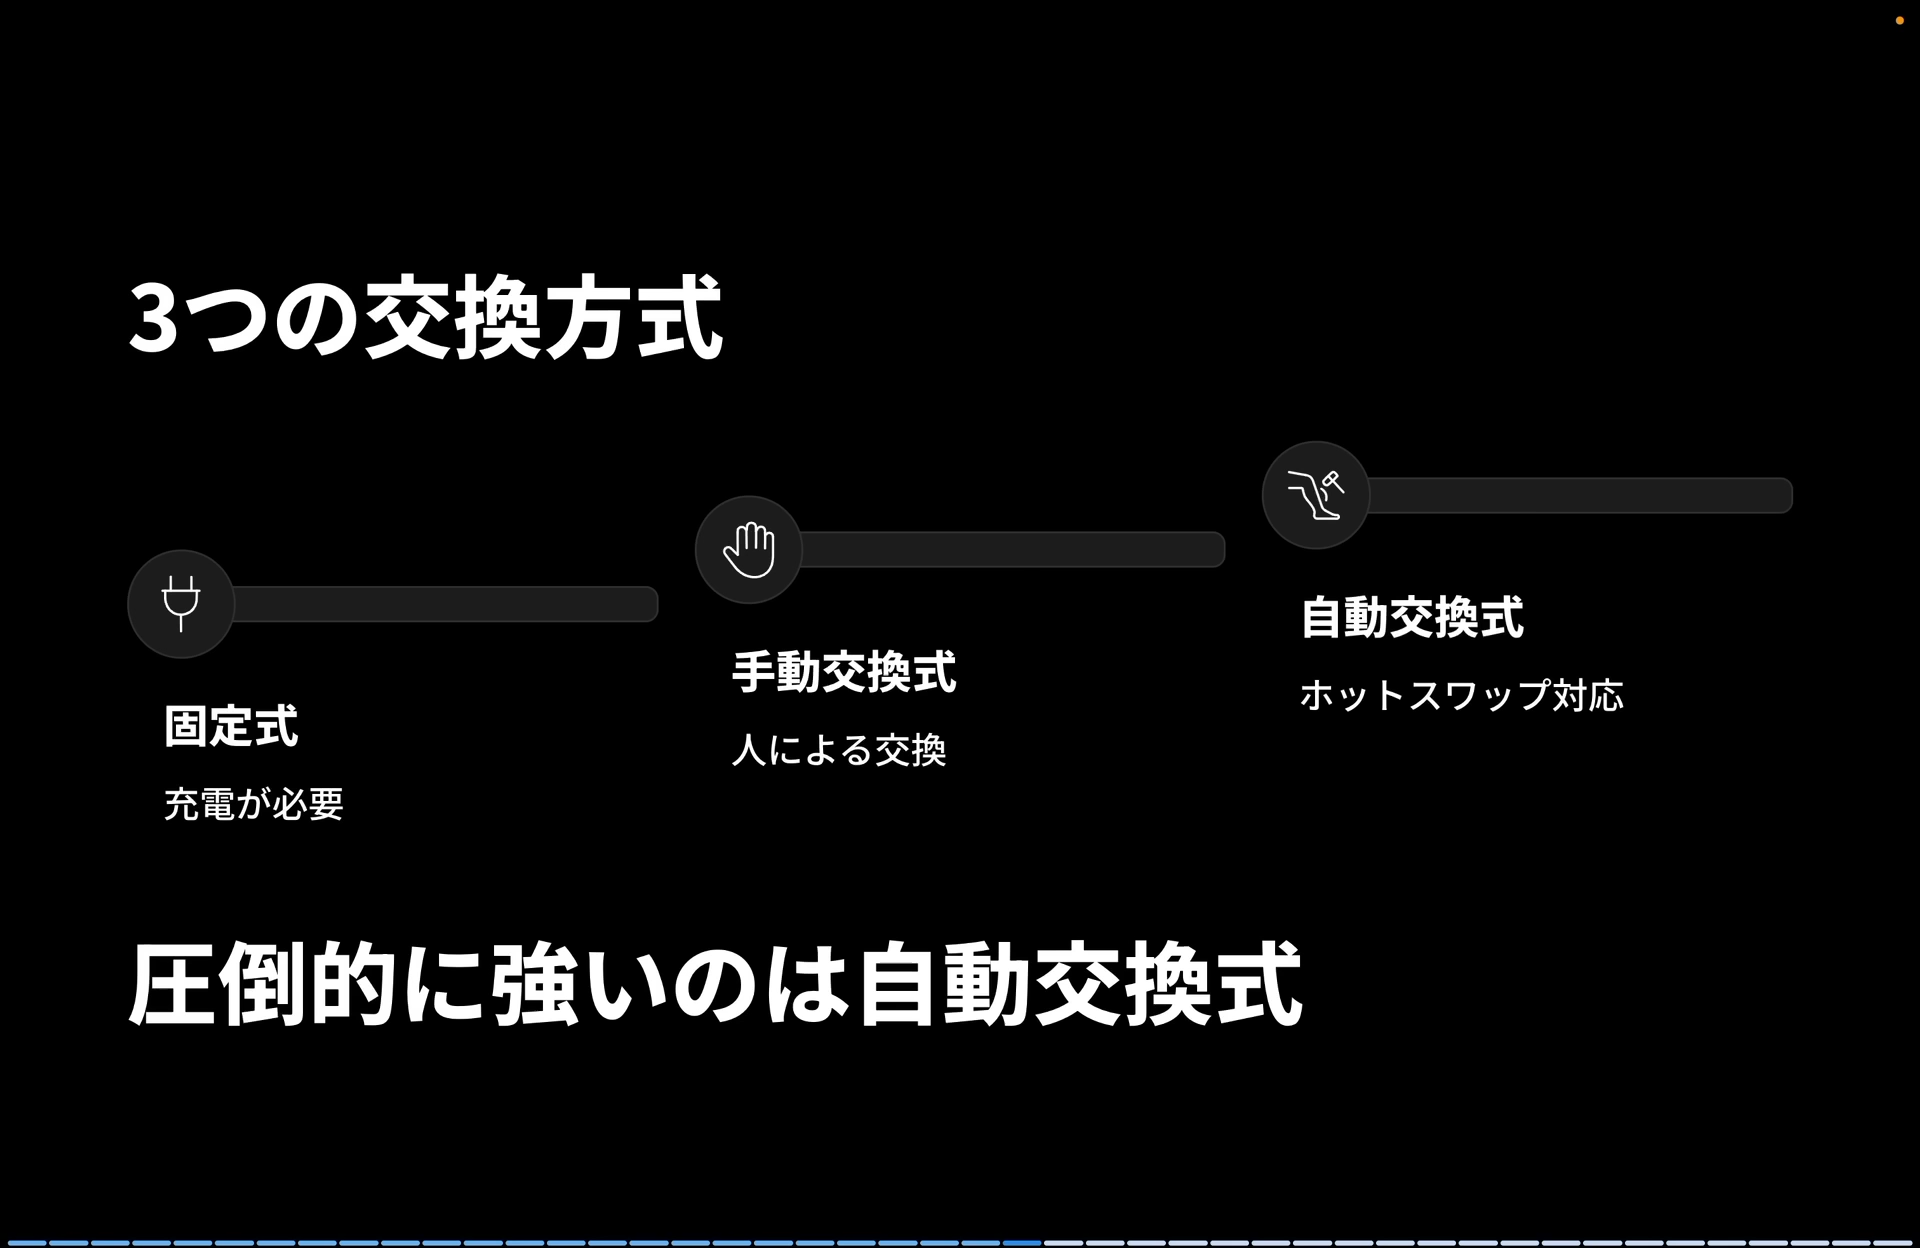 3つの交換方式
固定式
充電が必要
手動交換式
人による交換
自動交換式
ホットスワップ対応
圧倒的に強いのは自動交換式